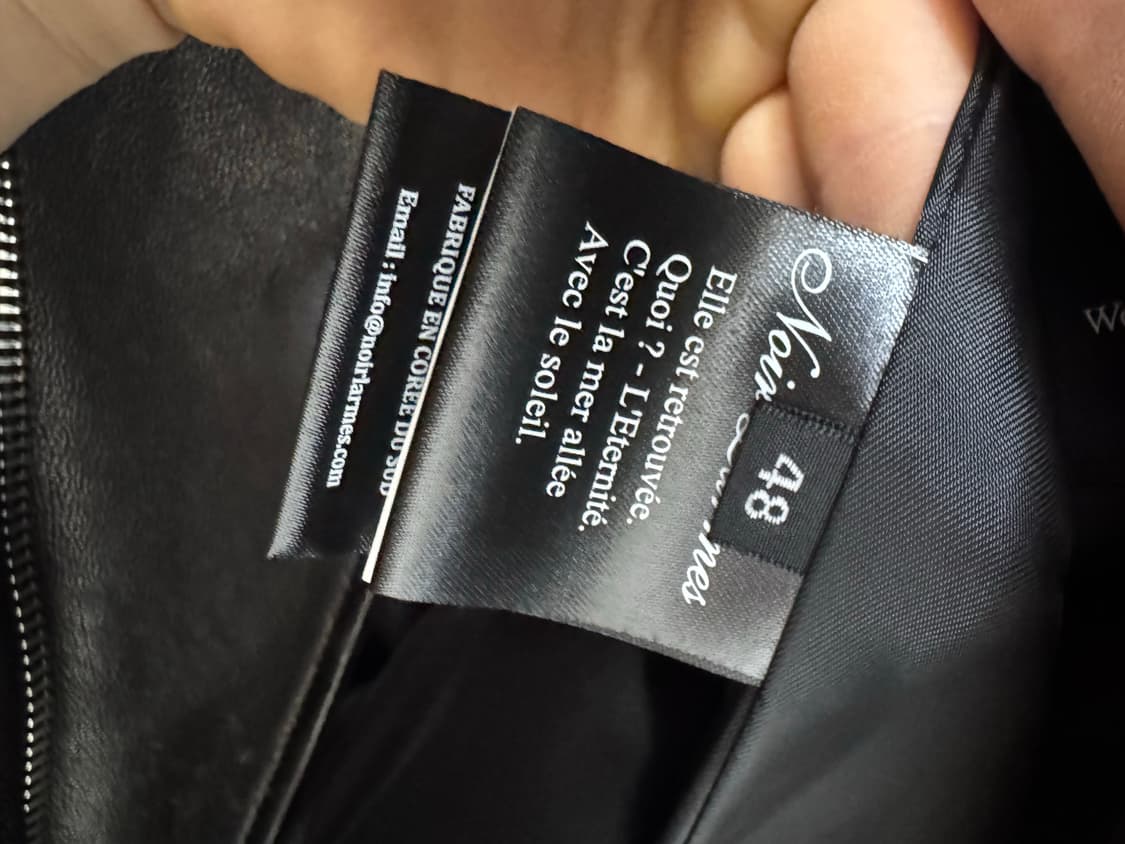 Noir
48
Elle est retrouvée.
Quoi ? - L'Eternité.
C'est la mer allée
Avec le soleil.
FABRIQUE EN COREE DU SUD
Email : info@noirlarmes.com